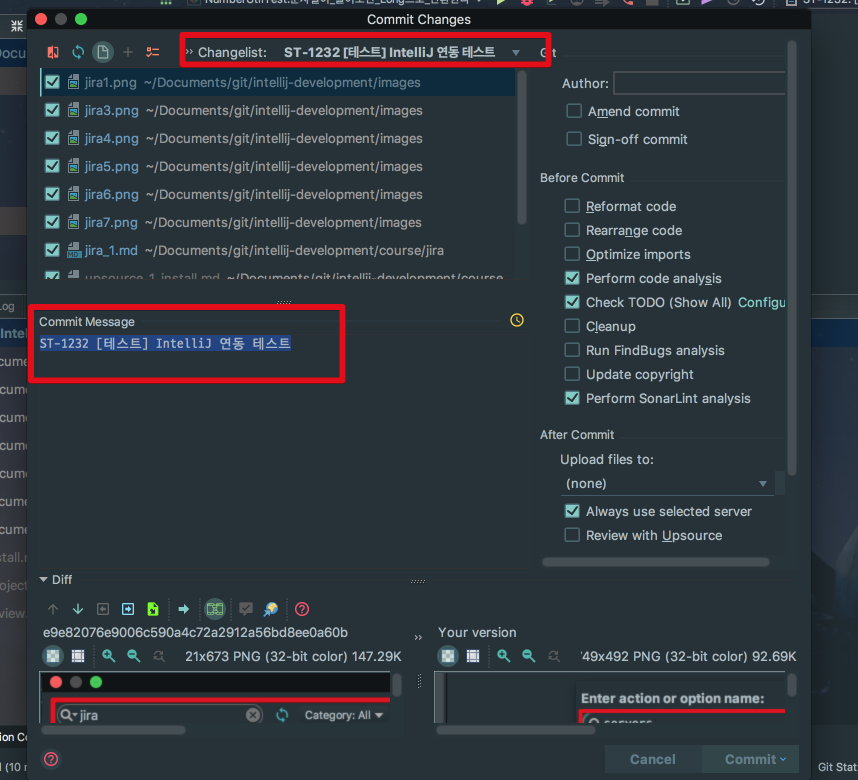 Commit Changes
Changelist: ST-1232 [테스트] IntelliJ 연동 테스트
jira1.png ~/Documents/git/intellij-development/images
jira3.png ~/Documents/git/intellij-development/images
jira4.png ~/Documents/git/intellij-development/images
jira5.png ~/Documents/git/intellij-development/images
jira6.png ~/Documents/git/intellij-development/images
jira7.png ~/Documents/git/intellij-development/images
jira_1.md ~/Documents/git/intellij-development/course/jira
upsource_1_install.md ~/Documents/git/intellij-development/course
Commit Message
ST-1232 [테스트] IntelliJ 연동 테스트
Author:
Amend commit
Sign-off commit
Before Commit
Reformat code
Rearrange code
Optimize imports
Perform code analysis
Check TODO (Show All) Configu
Cleanup
Run FindBugs analysis
Update copyright
Perform SonarLint analysis
After Commit
Upload files to:
(none)
Always use selected server
Review with Upsource
Diff
e9e82076e9006c590a4c72a2912a56bd8ee0a60b
21x673 PNG (32-bit color) 147.29K
jira
Category: All
Your version
49x492 PNG (32-bit color) 92.69K
Enter action or option name:
servers
Cancel
Commit
Git Stat